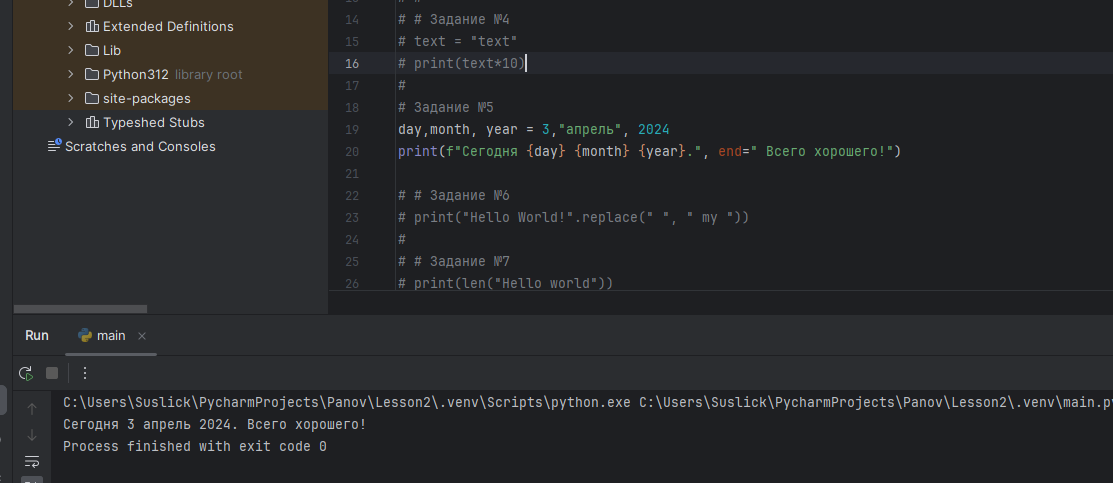 DLLs
Extended Definitions
Lib
Python312 library root
site-packages
Typeshed Stubs
Scratches and Consoles
14 # # Задание №4
15 # text = "text"
16 # print(text*10)
17 #
18 # Задание №5
19 day,month, year = 3,"апрель", 2024
20 print(f"Сегодня {day} {month} {year}.", end=" Всего хорошего!")
21
22 # # Задание №6
23 # print("Hello World!".replace(" ", " my "))
24 #
25 # # Задание №7
26 # print(len("Hello world"))
Run main
C:\Users\Suslick\PycharmProjects\Panov\Lesson2\.venv\Scripts\python.exe C:\Users\Suslick\PycharmProjects\Panov\Lesson2\.venv\main.py
Сегодня 3 апрель 2024. Всего хорошего!
Process finished with exit code 0